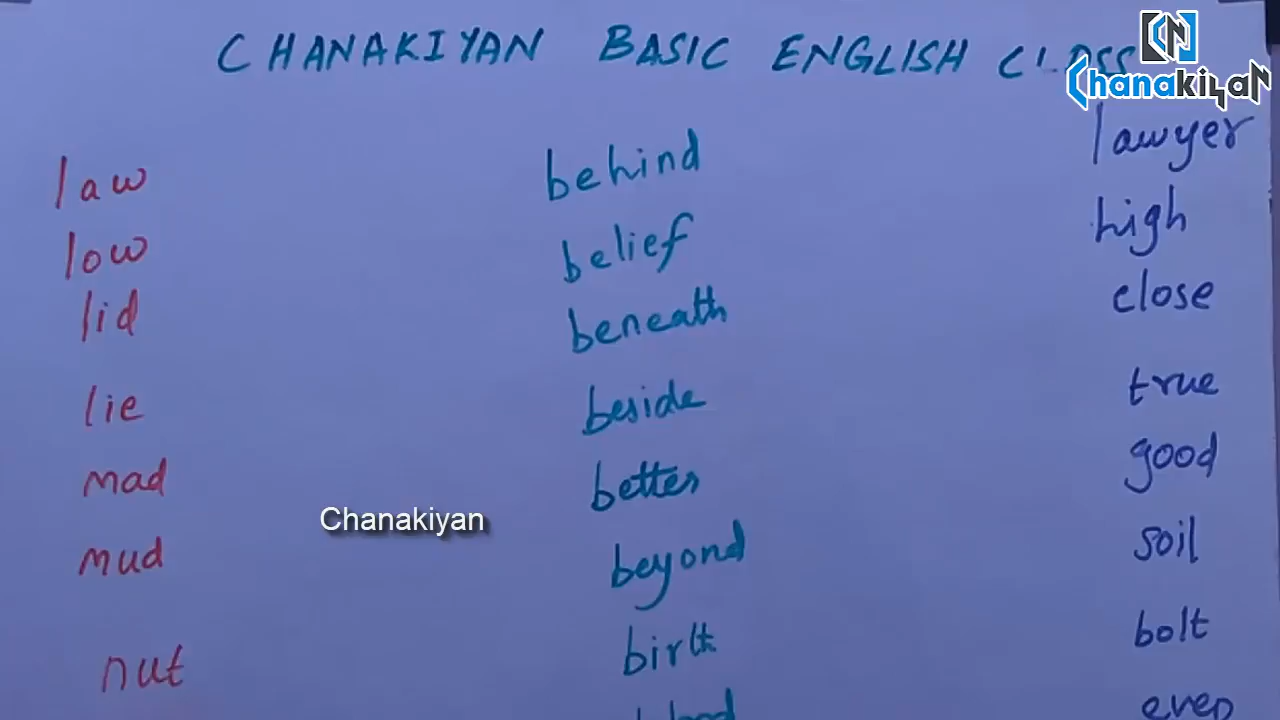 CHANAKIYAN BASIC ENGLISH CLASS
CN
Chanakiyan
law behind lawyer
low belief high
lid beneath close
lie beside true
mad better good
Chanakiyan
mud beyond soil
nut birth bolt
even